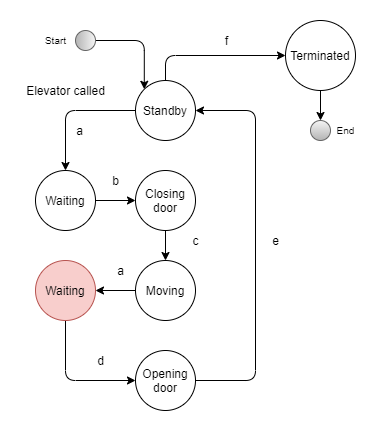 Start
f
Terminated
Elevator called
Standby
a
End
b
Waiting
Closing
door
c
e
a
Waiting
Moving
d
Opening
door